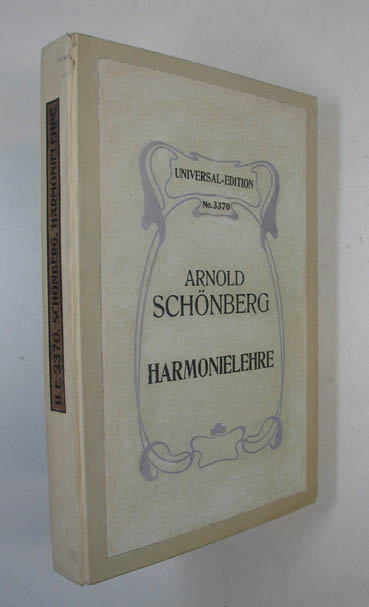 UNIVERSAL-EDITION
No. 3370
ARNOLD
SCHÖNBERG
HARMONIELEHRE
U. E. 3370. SCHÖNBERG, HARMONIELEHRE